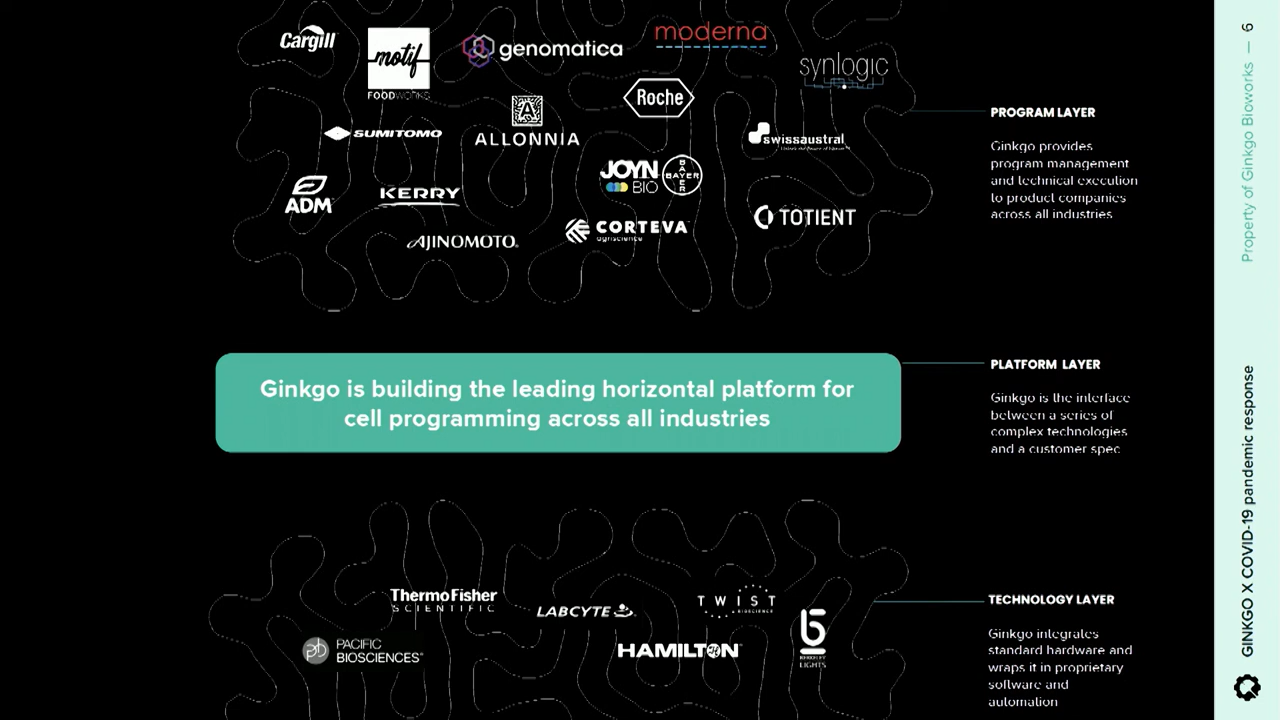 Cargill
motif
FOODWORKS
genomatica
moderna
synlogic
Roche
A
ALLONNIA
SUMITOMO
swissaustral
JOYN
BIO
BAYER
BAYER
ADM
KERRY
CORTEVA
agriscience
TOTIENT
AJINOMOTO®
PROGRAM LAYER
Ginkgo provides
program management
and technical execution
to product companies
across all industries
Ginkgo is building the leading horizontal platform for
cell programming across all industries
PLATFORM LAYER
Ginkgo is the interface
between a series of
complex technologies
and a customer spec
ThermoFisher
SCIENTIFIC
LABCYTE
TWIST
BIOSCIENCE
PACIFIC
BIOSCIENCES®
HAMILTON
BERKELEY
LIGHTS
TECHNOLOGY LAYER
Ginkgo integrates
standard hardware and
wraps it in proprietary
software and
automation
Property of Ginkgo Bioworks — 6
GINKGO X COVID-19 pandemic response